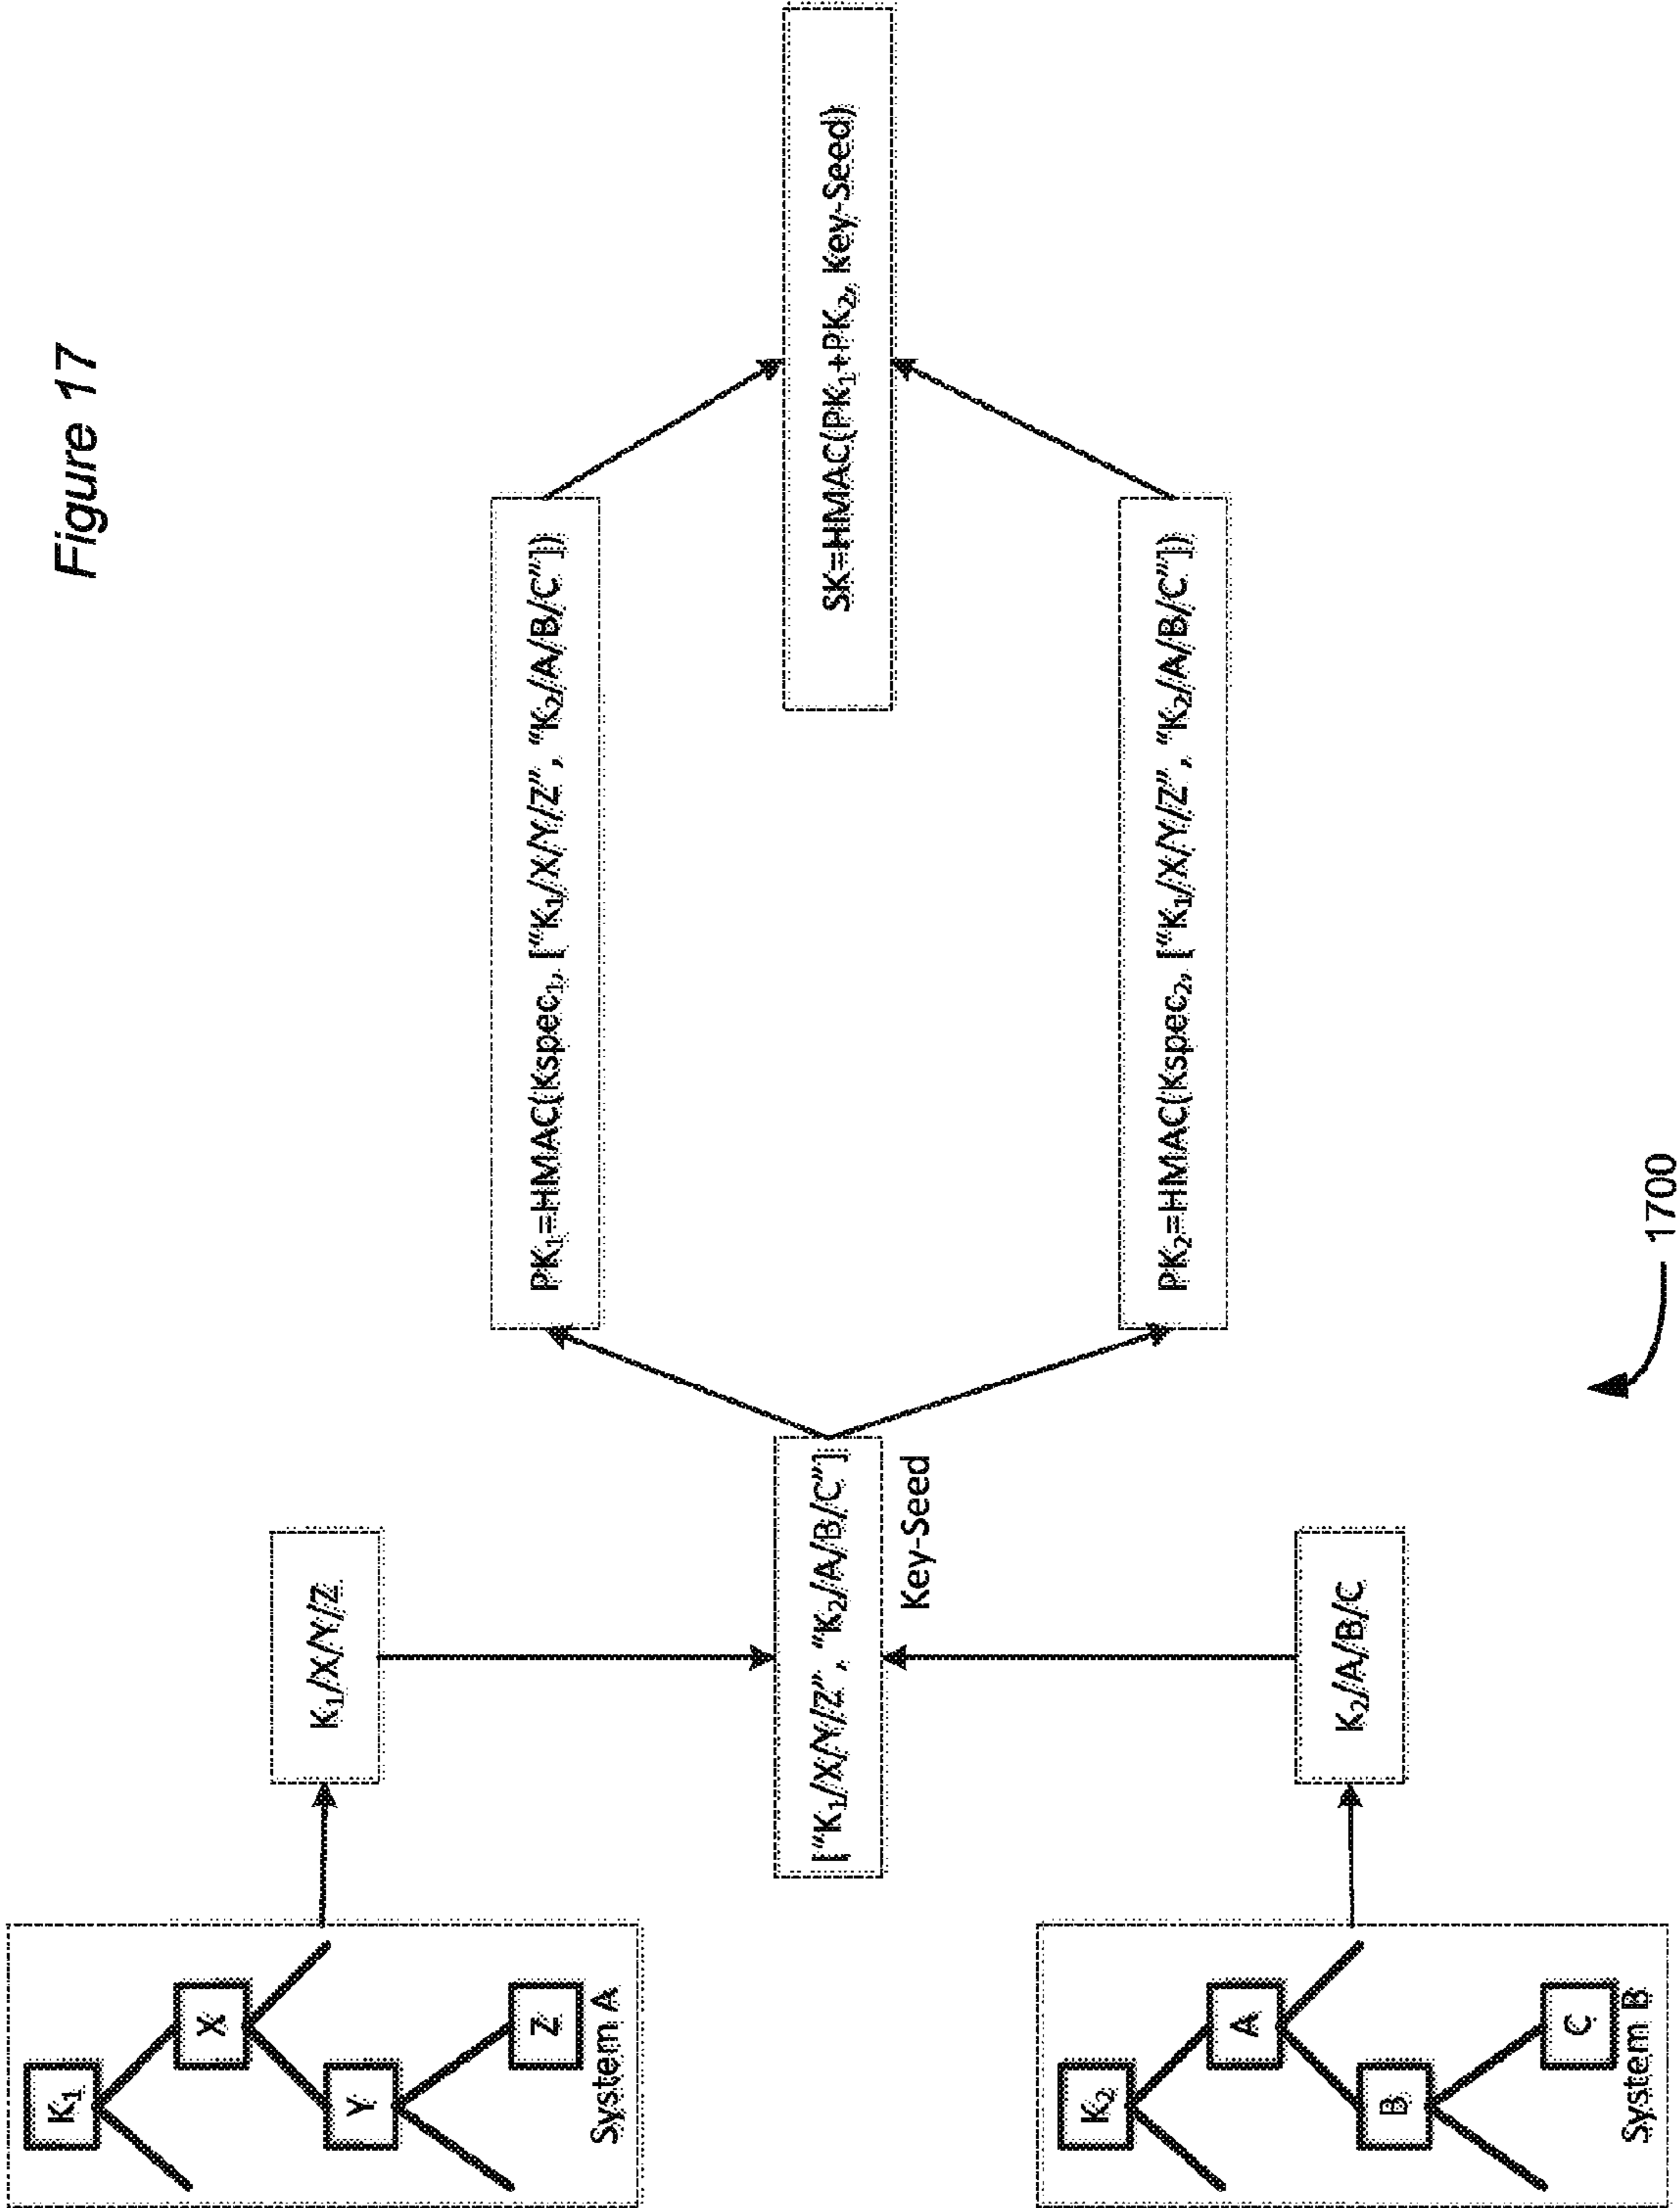 Figure 17
K₁
X
Y
Z
System A
K₁/X/Y/Z
K₂
A
B
C
System B
K₂/A/B/C
["K₁/X/Y/Z", "K₂/A/B/C"]
Key-Seed
PK₁=HMAC(Kspec₁, ["K₁/X/Y/Z", "K₂/A/B/C"])
PK₂=HMAC(Kspec₂, ["K₁/X/Y/Z", "K₂/A/B/C"])
SK=HMAC(PK₁+PK₂, Key-Seed)
1700